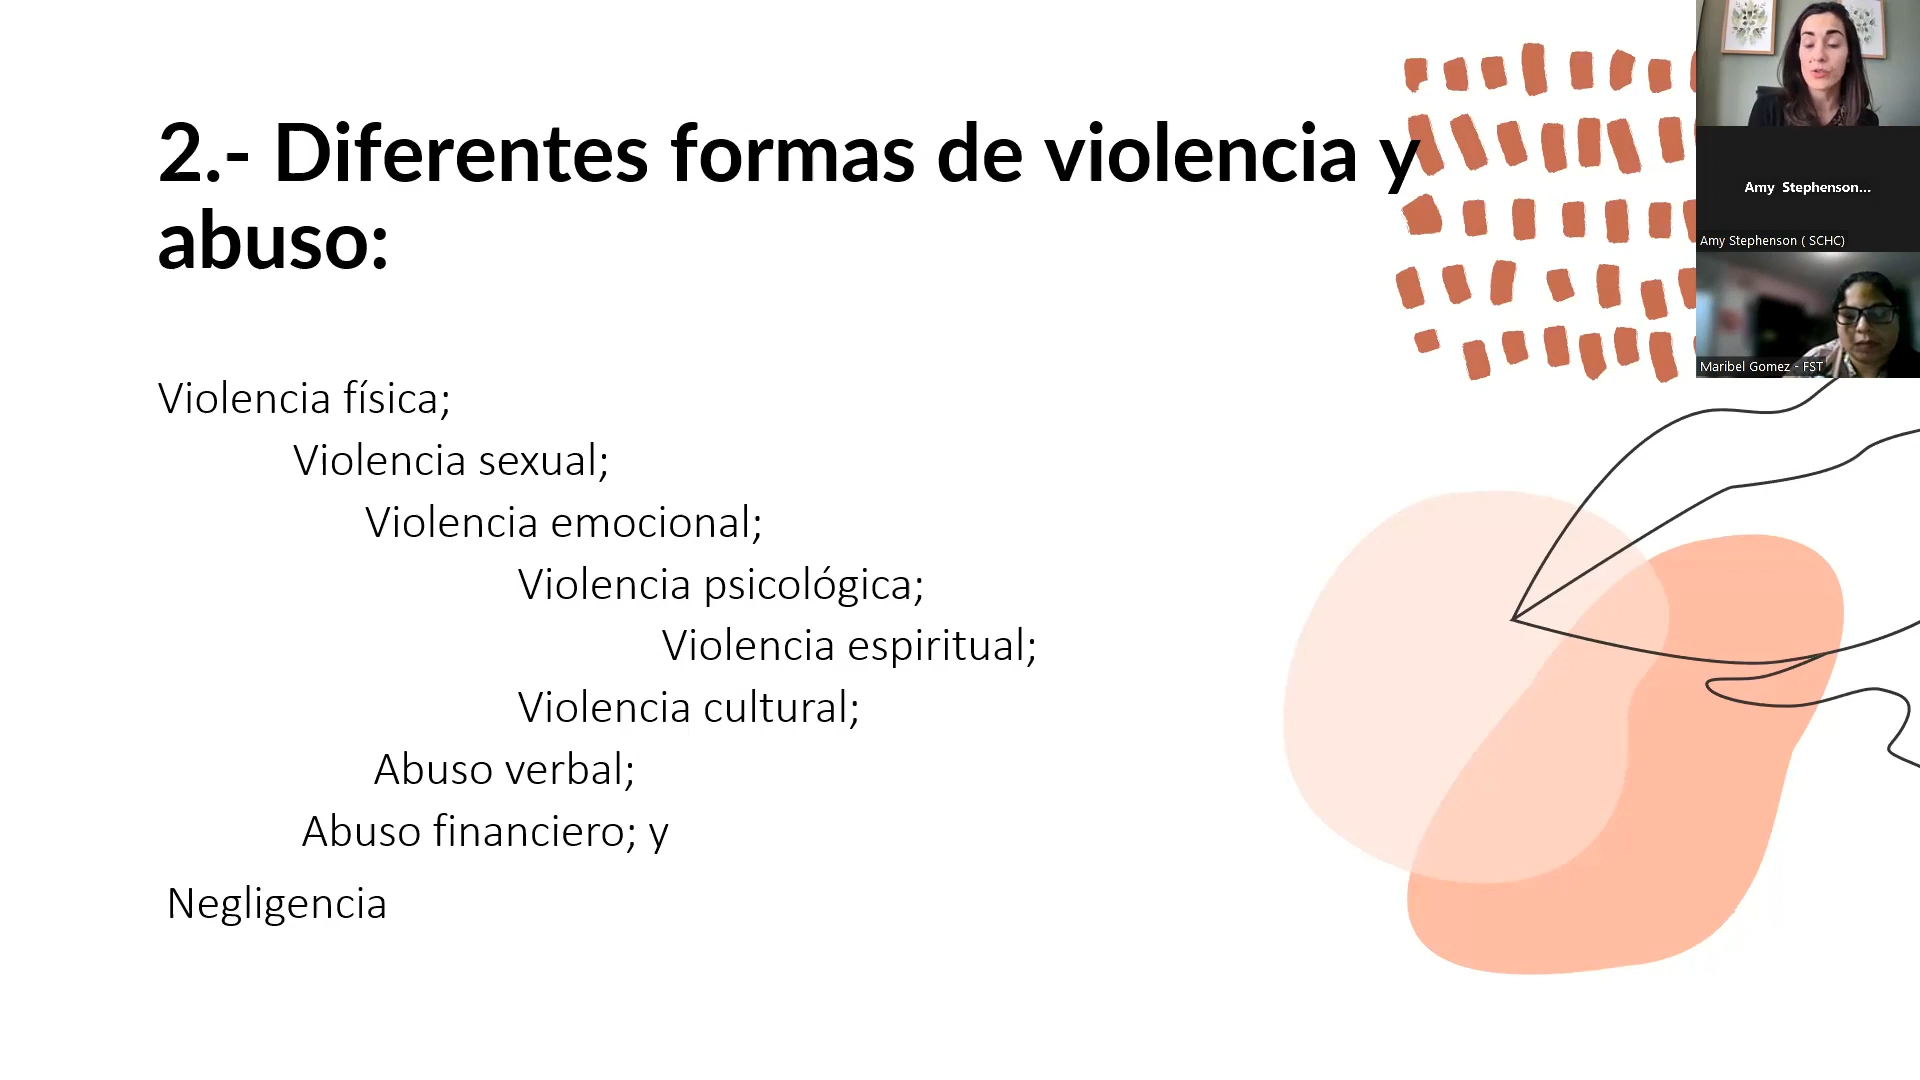 2.- Diferentes formas de violencia y
abuso:
Violencia física;
Violencia sexual;
Violencia emocional;
Violencia psicológica;
Violencia espiritual;
Violencia cultural;
Abuso verbal;
Abuso financiero; y
Negligencia
Amy Stephenson...
Amy Stephenson ( SCHC)
Maribel Gomez - FST